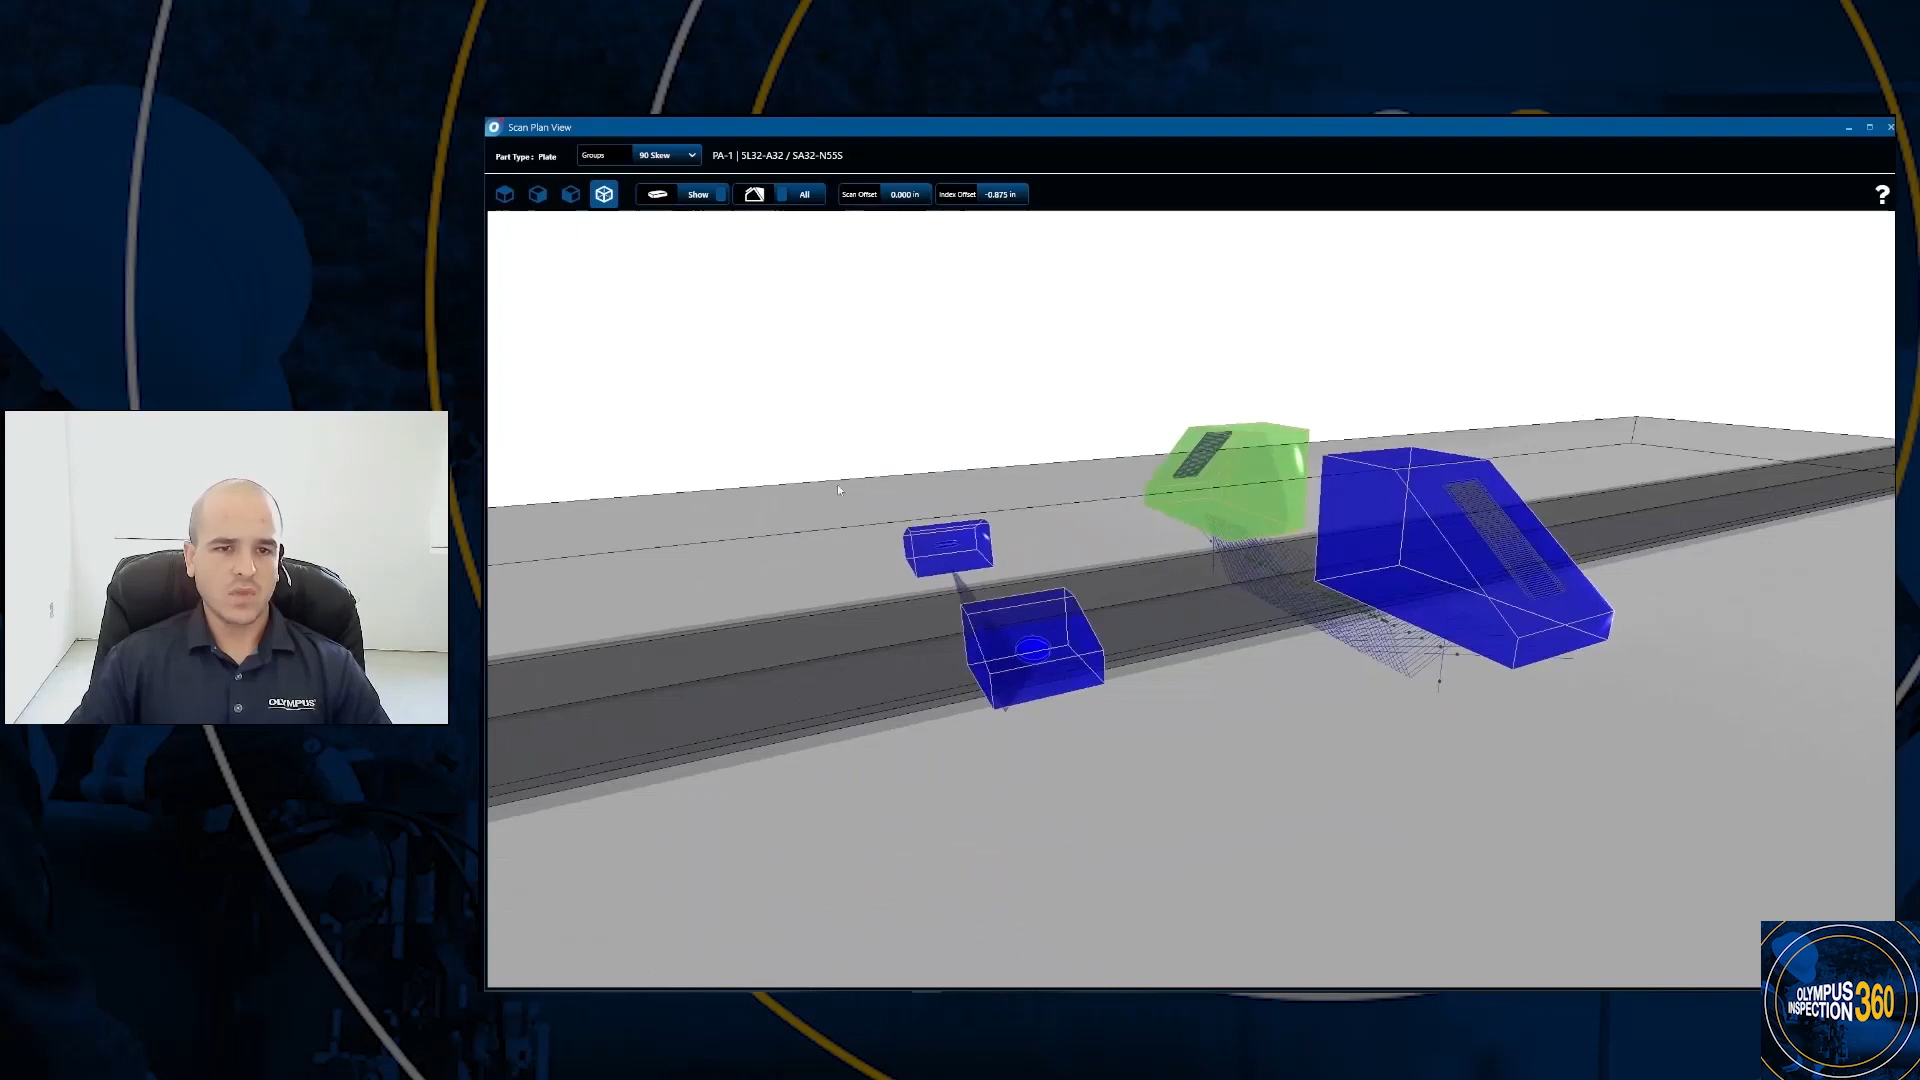 Scan Plan View
Part Type: Plate
Groups
90 Skew
PA-1 | 5L32-A32 / SA32-N55S
Show
All
Scan Offset
0.000 in
Index Offset
-0.875 in
?
OLYMPUS
OLYMPUS
INSPECTION 360